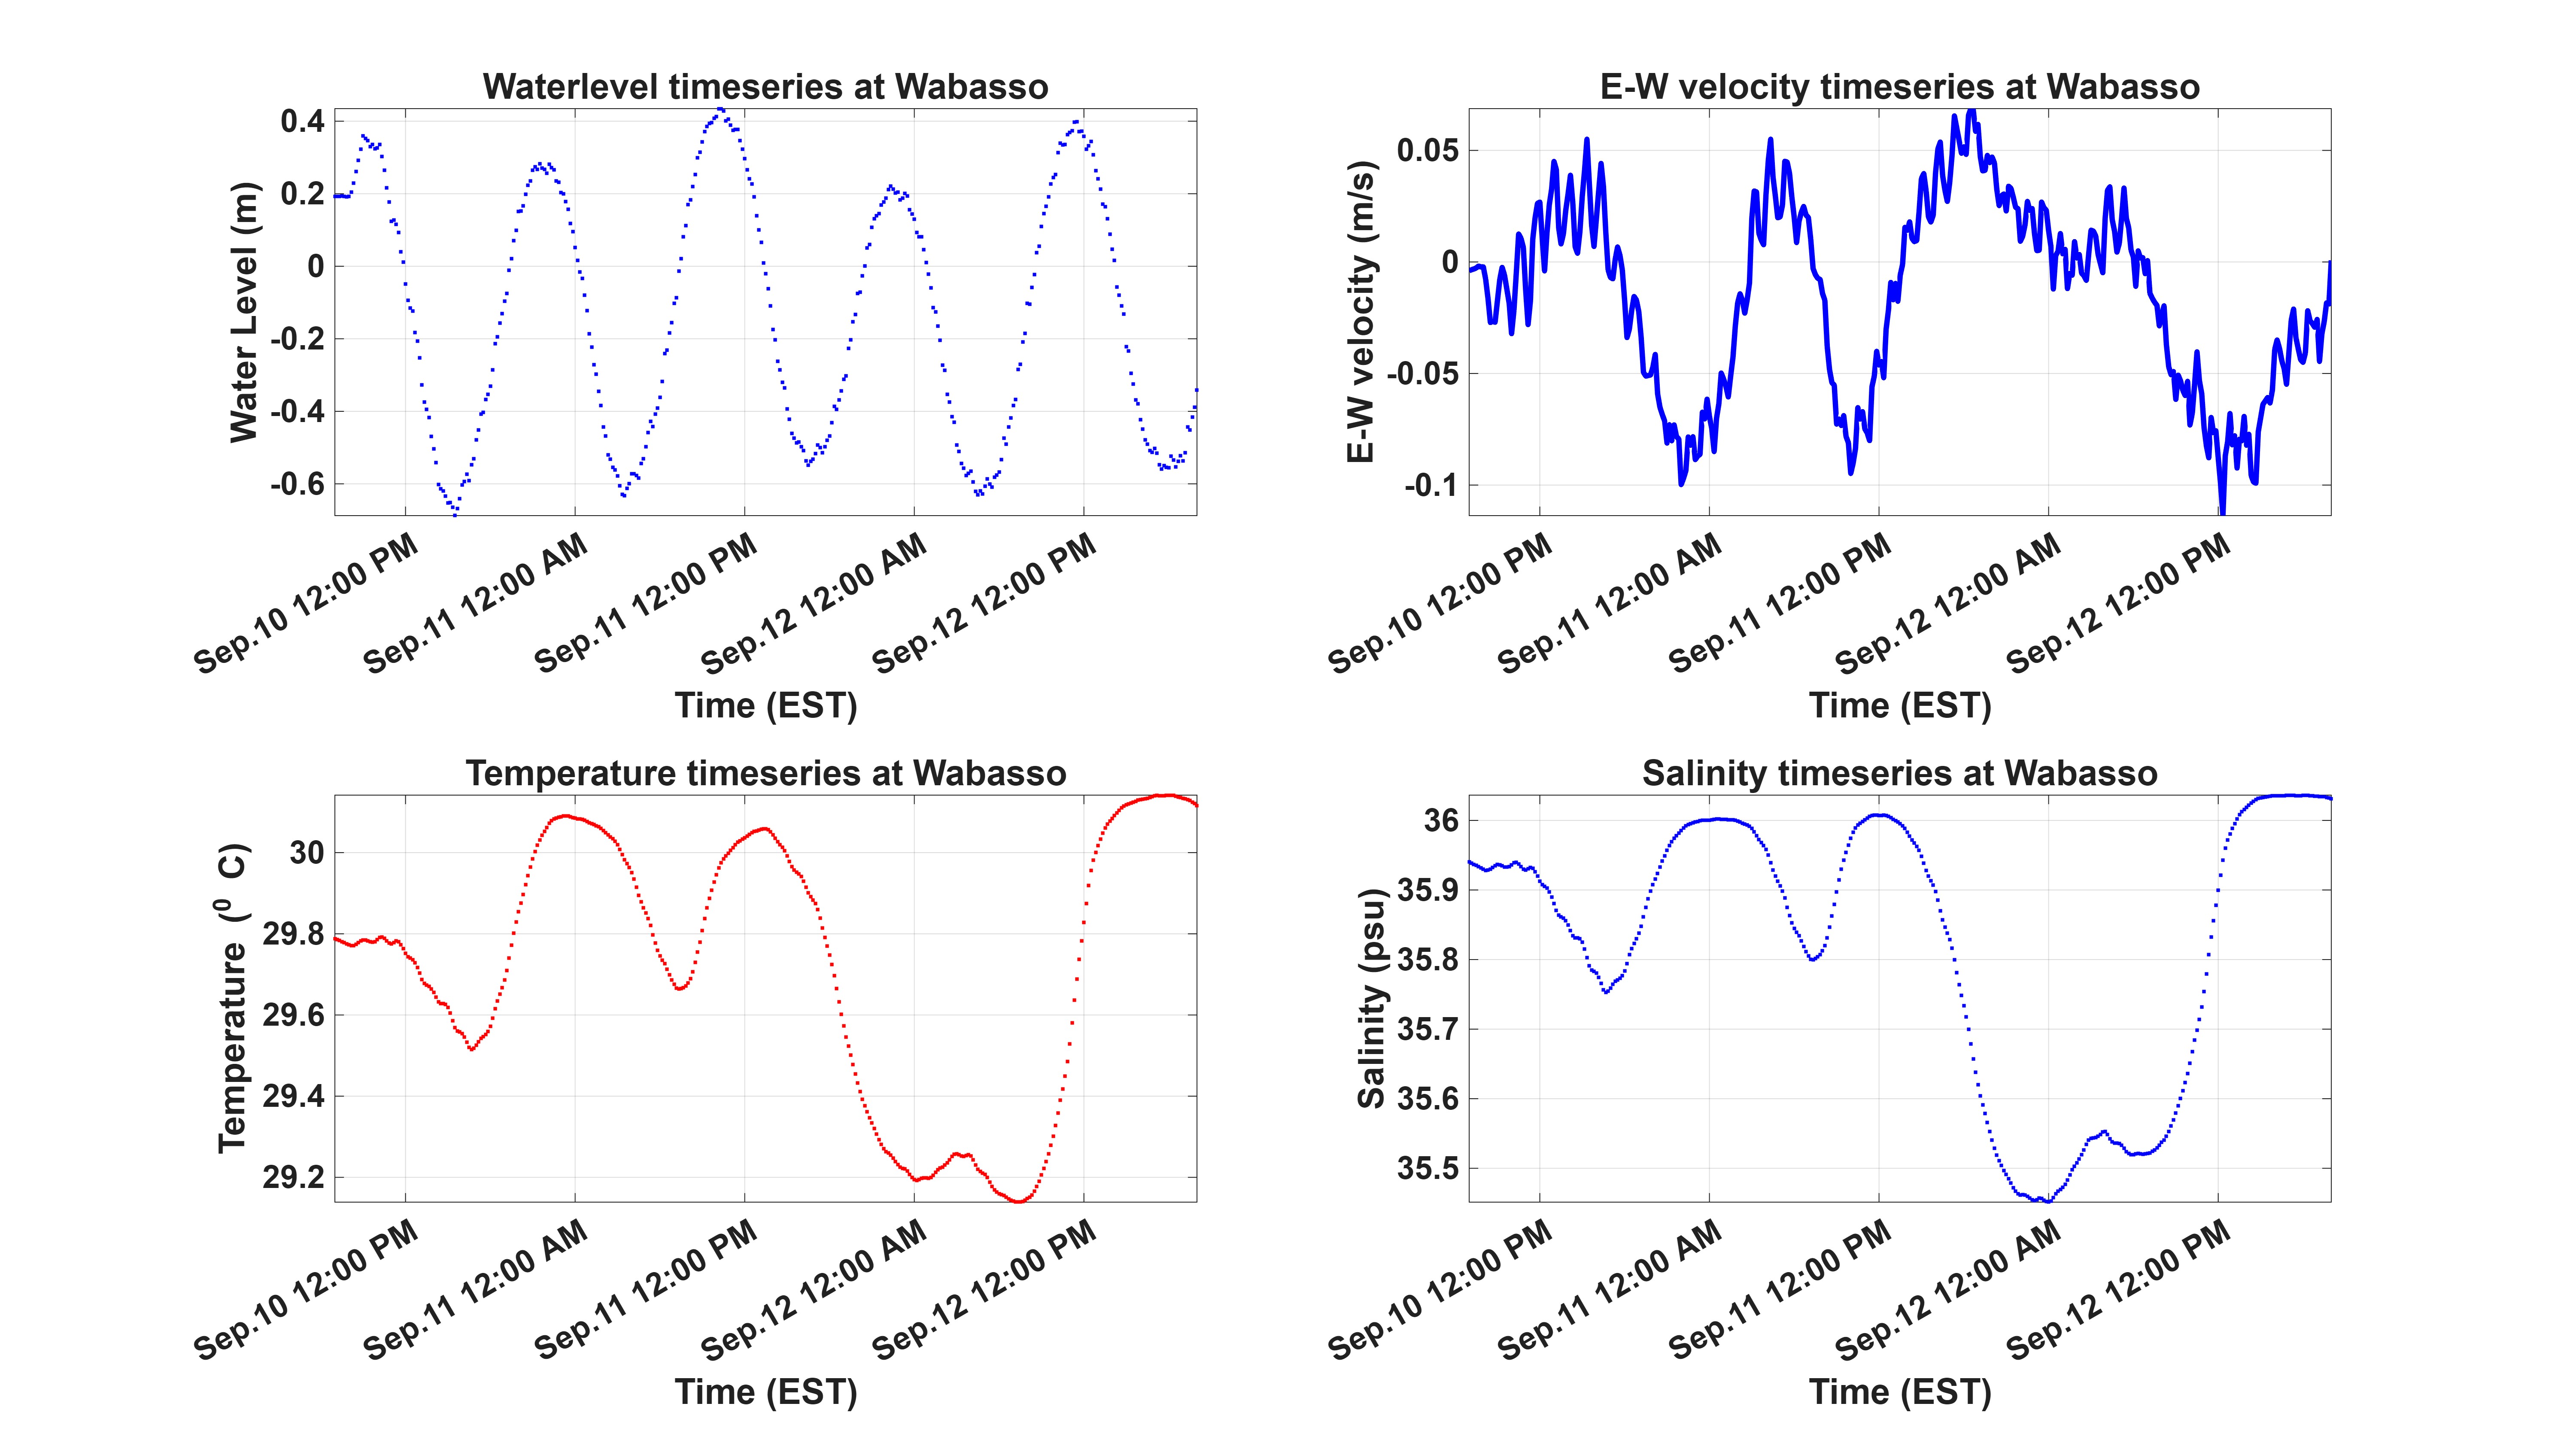 Waterlevel timeseries at Wabasso
Water Level (m)
0.4
0.2
0
-0.2
-0.4
-0.6
Sep.10 12:00 PM
Sep.11 12:00 AM
Sep.11 12:00 PM
Sep.12 12:00 AM
Sep.12 12:00 PM
Time (EST)
E-W velocity timeseries at Wabasso
E-W velocity (m/s)
0.05
0
-0.05
-0.1
Sep.10 12:00 PM
Sep.11 12:00 AM
Sep.11 12:00 PM
Sep.12 12:00 AM
Sep.12 12:00 PM
Time (EST)
Temperature timeseries at Wabasso
Temperature (⁰ C)
30
29.8
29.6
29.4
29.2
Sep.10 12:00 PM
Sep.11 12:00 AM
Sep.11 12:00 PM
Sep.12 12:00 AM
Sep.12 12:00 PM
Time (EST)
Salinity timeseries at Wabasso
Salinity (psu)
36
35.9
35.8
35.7
35.6
35.5
Sep.10 12:00 PM
Sep.11 12:00 AM
Sep.11 12:00 PM
Sep.12 12:00 AM
Sep.12 12:00 PM
Time (EST)